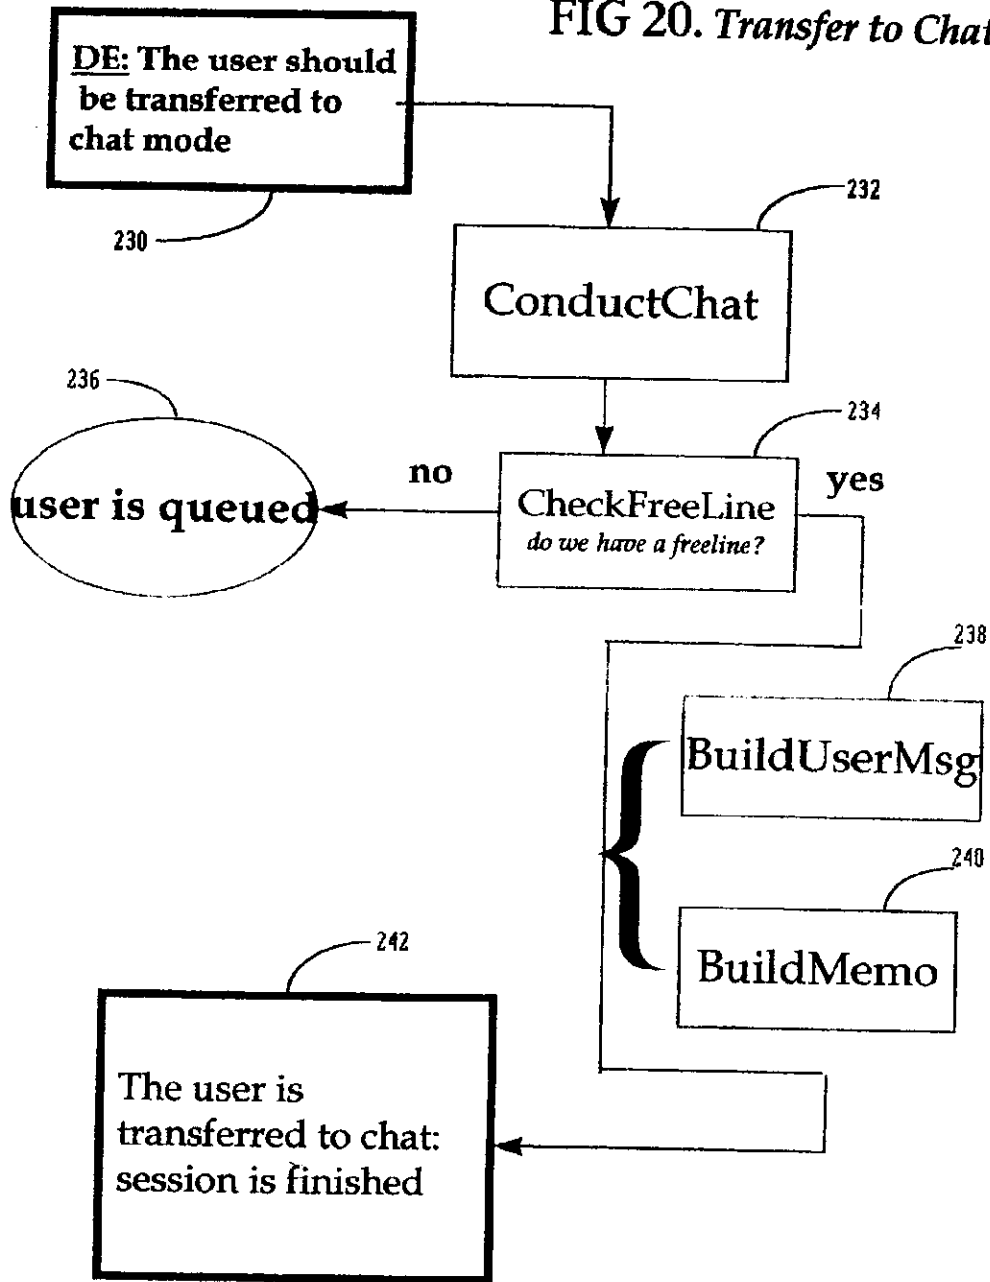 FIG 20. Transfer to Chat
DE: The user should
be transferred to
chat mode
230
232
ConductChat
236
234
no
yes
user is queued
CheckFreeLine
do we have a freeline?
238
BuildUserMsg
240
BuildMemo
242
The user is
transferred to chat:
session is finished